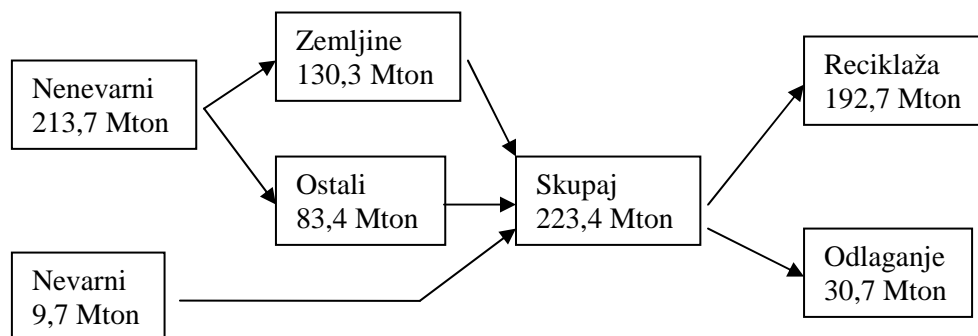 Nenevarni
213,7 Mton
Nevarni
9,7 Mton
Zemljine
130,3 Mton
Ostali
83,4 Mton
Skupaj
223,4 Mton
Reciklaža
192,7 Mton
Odlaganje
30,7 Mton